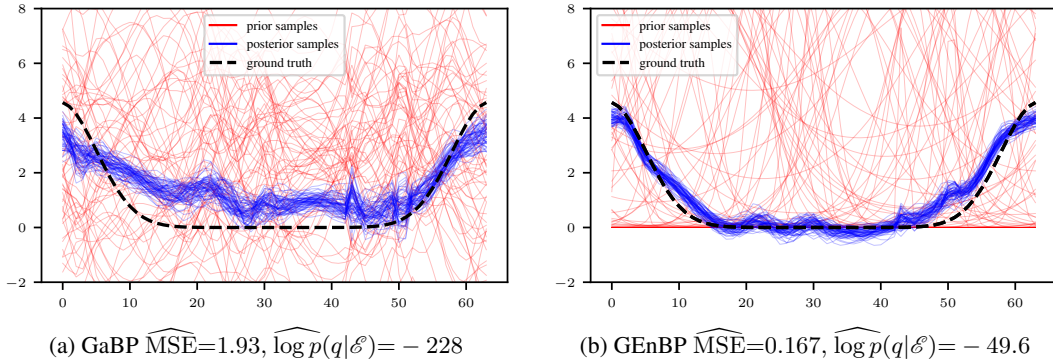 8
6
4
2
0
−2
0 10 20 30 40 50 60
prior samples
posterior samples
ground truth
(a) GaBP $\widehat{\mathrm{MSE}}$=1.93, $\widehat{\log p}(q|\mathscr{E})$= − 228
8
6
4
2
0
−2
0 10 20 30 40 50 60
prior samples
posterior samples
ground truth
(b) GEnBP $\widehat{\mathrm{MSE}}$=0.167, $\widehat{\log p}(q|\mathscr{E})$= − 49.6